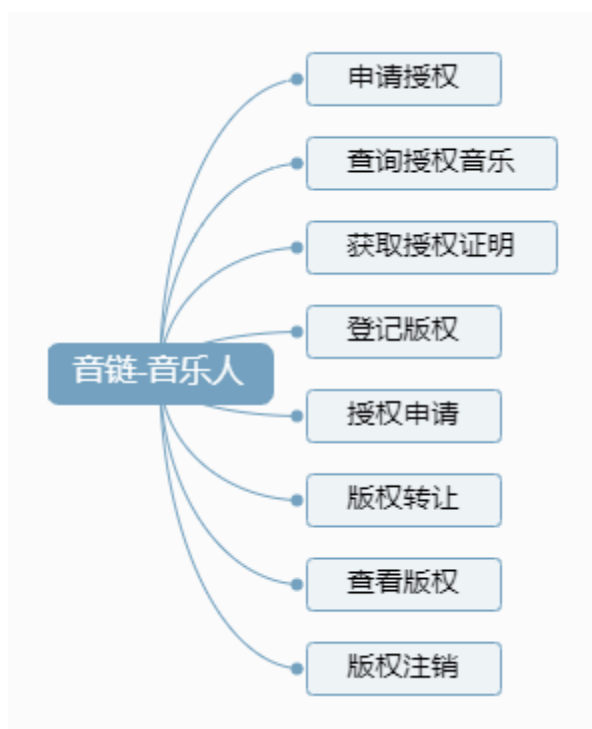 申请授权
查询授权音乐
获取授权证明
登记版权
音链-音乐人
授权申请
版权转让
查看版权
版权注销